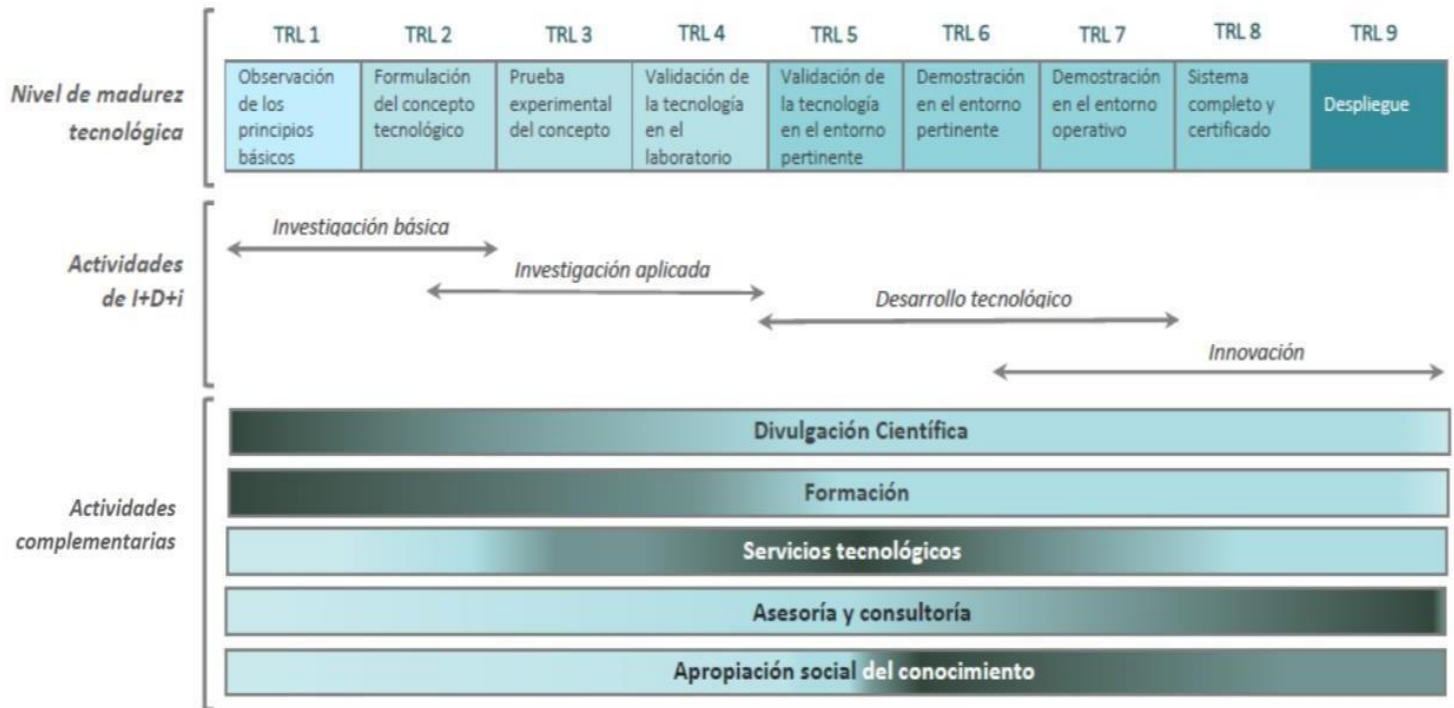 TRL 1 TRL 2 TRL 3 TRL 4 TRL 5 TRL 6 TRL 7 TRL 8 TRL 9
Nivel de madurez
tecnológica
Observación
de los
principios
básicos
Formulación
del concepto
tecnológico
Prueba
experimental
del concepto
Validación de
la tecnología
en el
laboratorio
Validación de
la tecnología
en el entorno
pertinente
Demostración
en el entorno
pertinente
Demostración
en el entorno
operativo
Sistema
completo y
certificado
Despliegue
Actividades
de I+D+i
Investigación básica
Investigación aplicada
Desarrollo tecnológico
Innovación
Actividades
complementarias
Divulgación Científica
Formación
Servicios tecnológicos
Asesoría y consultoría
Apropiación social del conocimiento